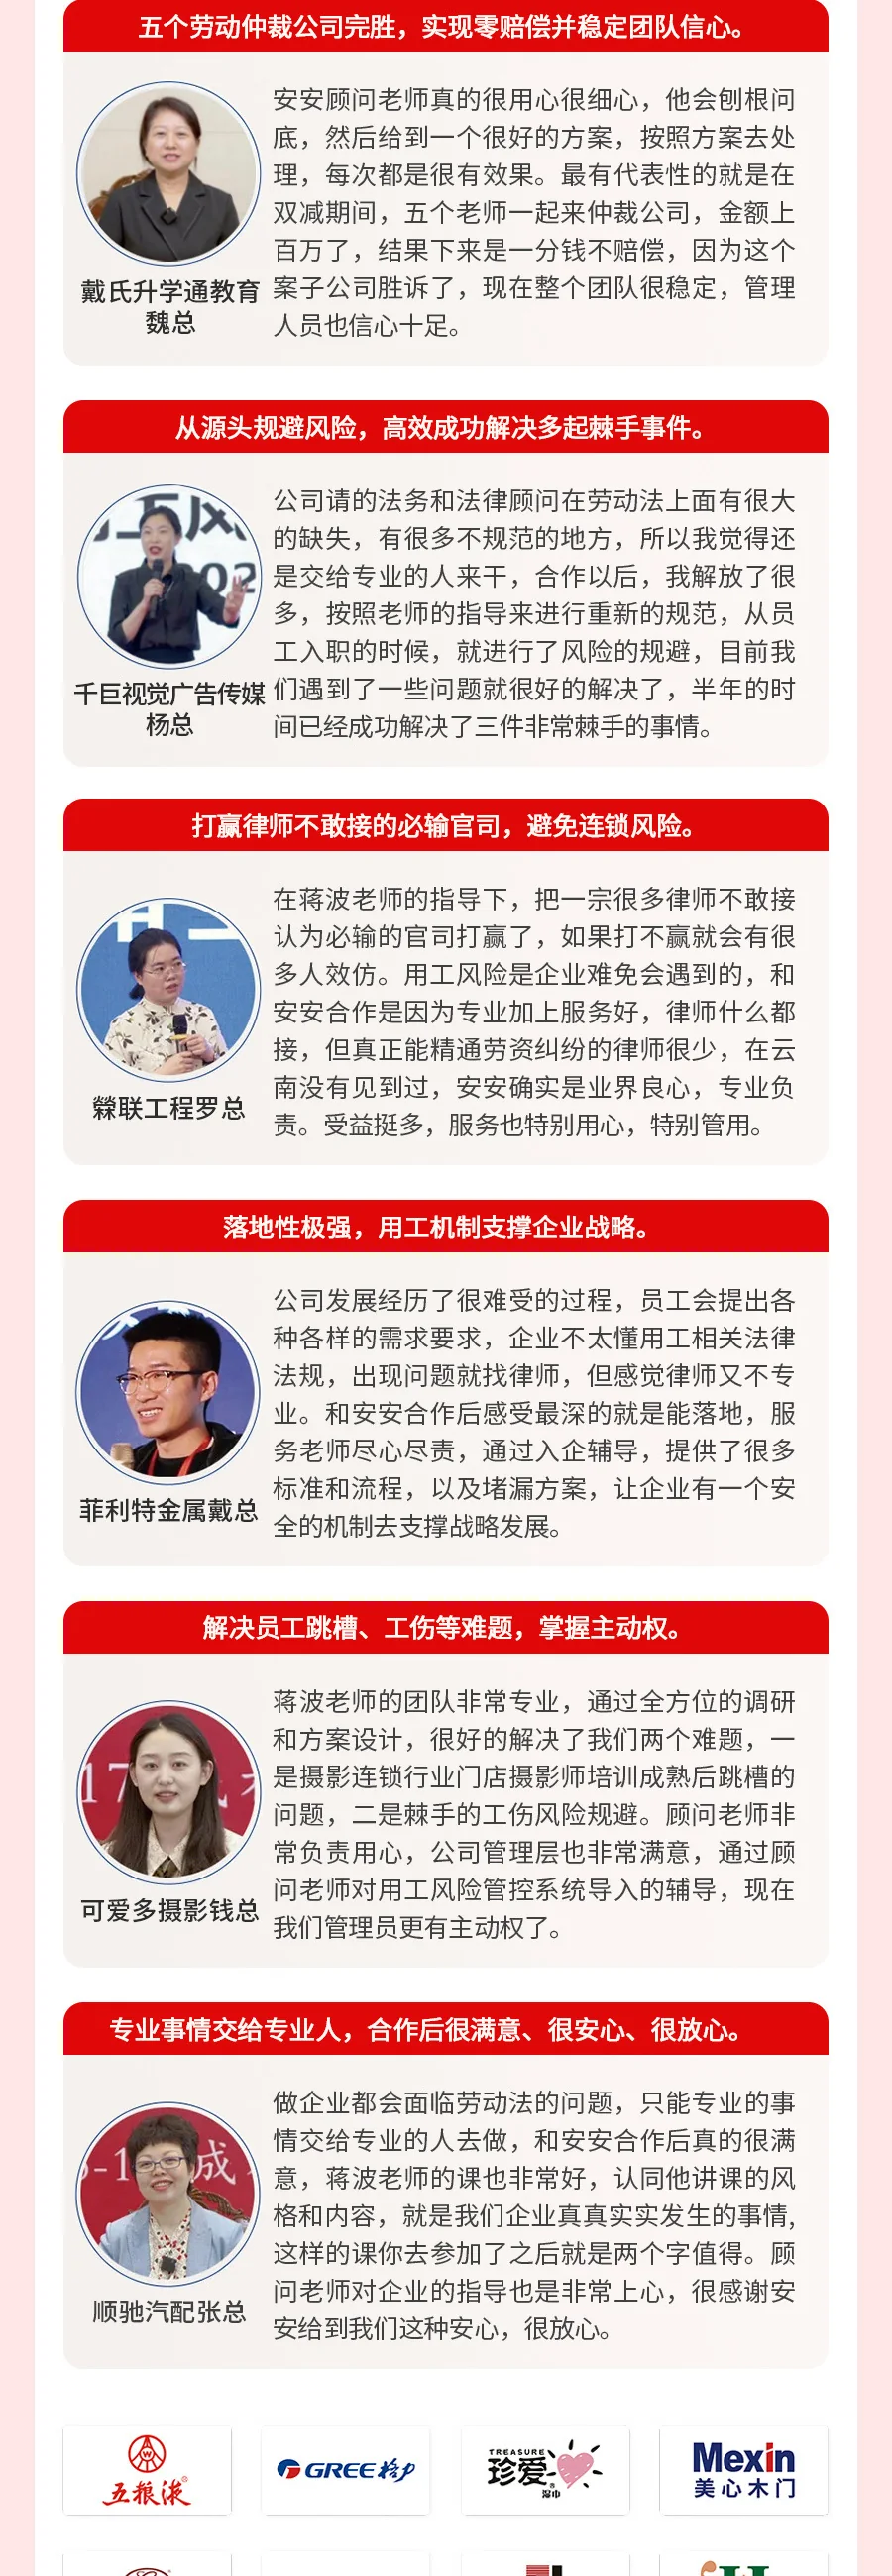 五个劳动仲裁公司完胜，实现零赔偿并稳定团队信心。
安安顾问老师真的很用心很细心，他会刨根问
底，然后给到一个很好的方案，按照方案去处
理，每次都是很有效果。最有代表性的就是在
双减期间，五个老师一起来仲裁公司，金额上
百万了，结果下来是一分钱不赔偿，因为这个
案子公司胜诉了，现在整个团队很稳定，管理
人员也信心十足。
戴氏升学通教育
魏总
从源头规避风险，高效成功解决多起棘手事件。
公司请的法务和法律顾问在劳动法上面有很大
的缺失，有很多不规范的地方，所以我觉得还
是交给专业的人来干，合作以后，我解放了很
多，按照老师的指导来进行重新的规范，从员
工入职的时候，就进行了风险的规避，目前我
们遇到了一些问题就很好的解决了，半年的时
间已经成功解决了三件非常棘手的事情。
千巨视觉广告传媒
杨总
打赢律师不敢接的必输官司，避免连锁风险。
在蒋波老师的指导下，把一宗很多律师不敢接
认为必输的官司打赢了，如果打不赢就会有很
多人效仿。用工风险是企业难免会遇到的，和
安安合作是因为专业加上服务好，律师什么都
接，但真正能精通劳资纠纷的律师很少，在云
南没有见到过，安安确实是业界良心，专业负
责。受益挺多，服务也特别用心，特别管用。
联工程罗总
落地性极强，用工机制支撑企业战略。
公司发展经历了很难受的过程，员工会提出各
种各样的需求要求，企业不太懂用工相关法律
法规，出现问题就找律师，但感觉律师又不专
业。和安安合作后感受最深的就是能落地，服
务老师尽心尽责，通过入企辅导，提供了很多
标准和流程，以及堵漏方案，让企业有一个安
全的机制去支撑战略发展。
菲利特金属戴总
解决员工跳槽、工伤等难题，掌握主动权。
蒋波老师的团队非常专业，通过全方位的调研
和方案设计，很好的解决了我们两个难题，一
是摄影连锁行业门店摄影师培训成熟后跳槽的
问题，二是棘手的工伤风险规避。顾问老师非
常负责用心，公司管理层也非常满意，通过顾
问老师对用工风险管控系统导入的辅导，现在
我们管理员更有主动权了。
可爱多摄影钱总
专业事情交给专业人，合作后很满意、很安心、很放心。
做企业都会面临劳动法的问题，只能专业的事
情交给专业的人去做，和安安合作后真的很满
意，蒋波老师的课也非常好，认同他讲课的风
格和内容，就是我们企业真真实实发生的事情，
这样的课你去参加了之后就是两个字值得。顾
问老师对企业的指导也是非常上心，很感谢安
安给到我们这种安心，很放心。
顺驰汽配张总
五粮液
GREE格力
TREASURE
珍爱
湿巾
Mexin
美心木门